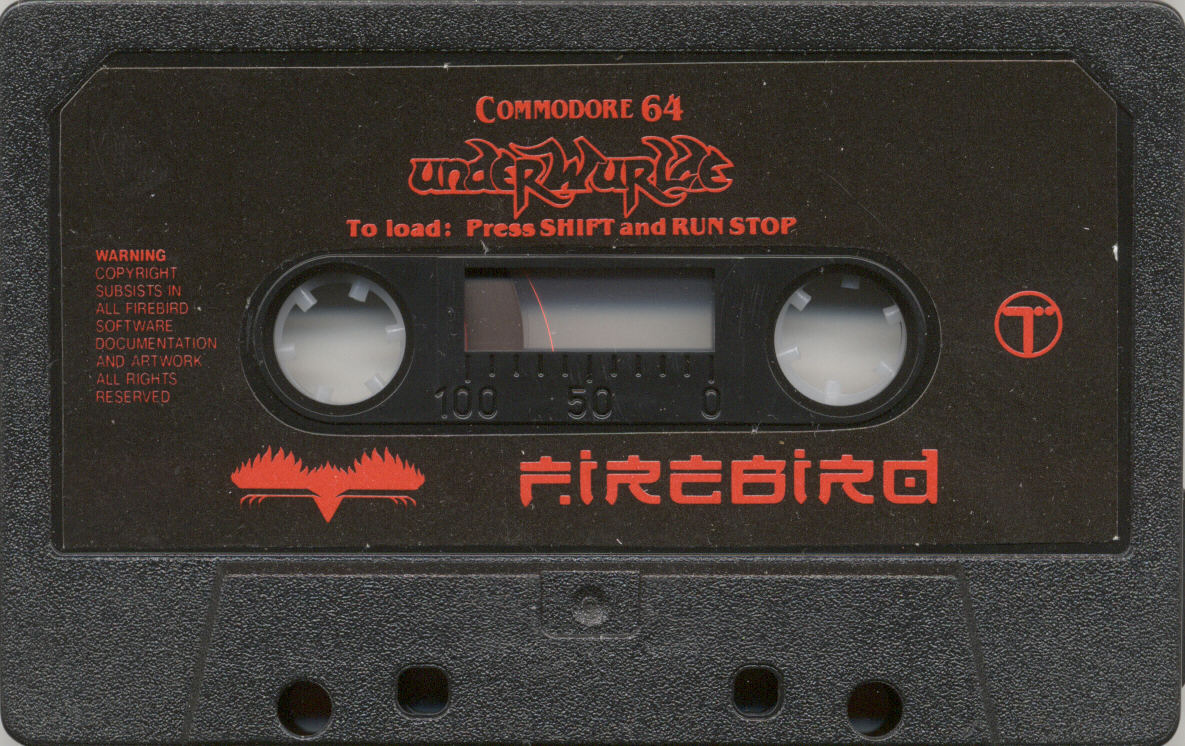 COMMODORE 64
underWurlde
To load: Press SHIFT and RUN STOP
WARNING
COPYRIGHT
SUBSISTS IN
ALL FIREBIRD
SOFTWARE
DOCUMENTATION
AND ARTWORK
ALL RIGHTS
RESERVED
100 50 0
T
FIREBIRD